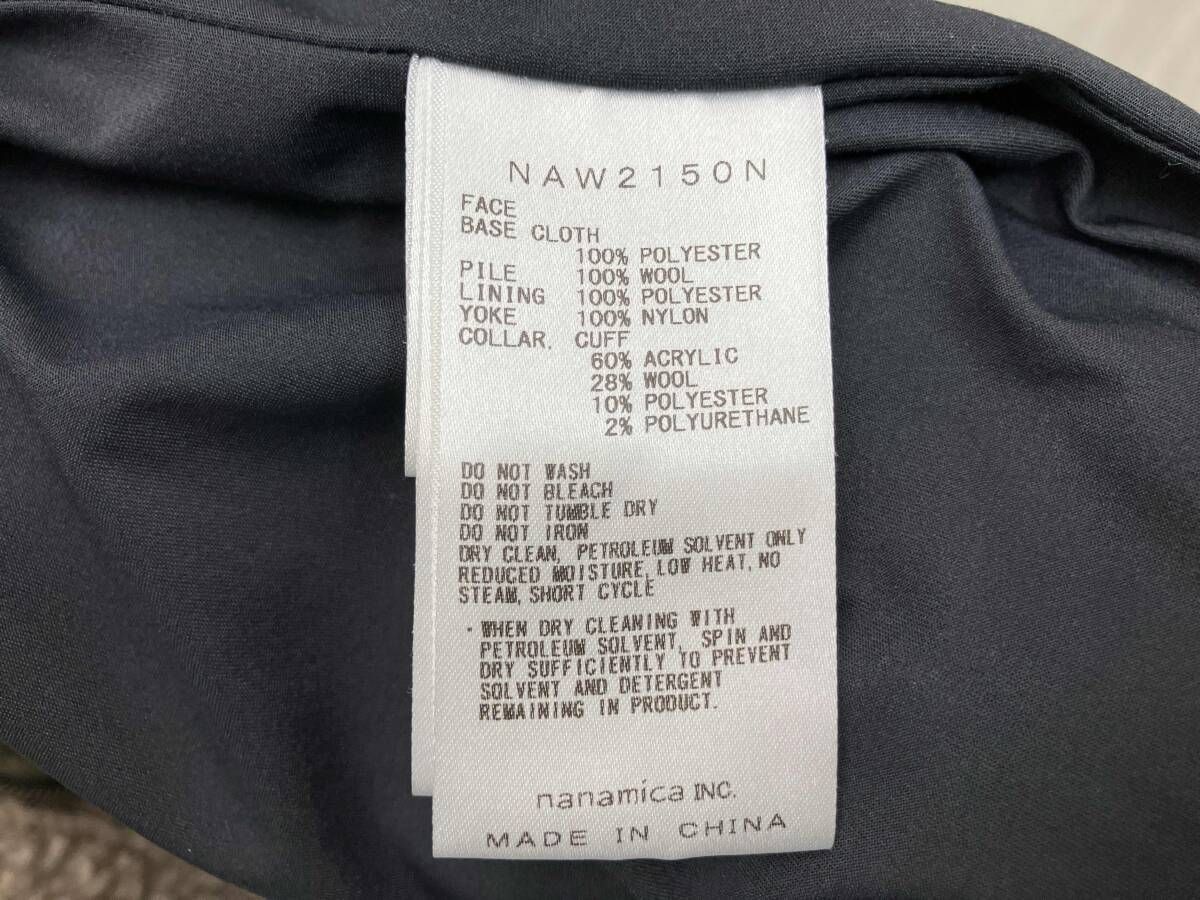 NAW2150N
FACE
BASE CLOTH
100% POLYESTER
PILE 100% WOOL
LINING 100% POLYESTER
YOKE 100% NYLON
COLLAR. CUFF
60% ACRYLIC
28% WOOL
10% POLYESTER
2% POLYURETHANE
DO NOT WASH
DO NOT BLEACH
DO NOT TUMBLE DRY
DO NOT IRON
DRY CLEAN, PETROLEUM SOLVENT ONLY
REDUCED MOISTURE, LOW HEAT, NO
STEAM, SHORT CYCLE
・WHEN DRY CLEANING WITH
PETROLEUM SOLVENT, SPIN AND
DRY SUFFICIENTLY TO PREVENT
SOLVENT AND DETERGENT
REMAINING IN PRODUCT.
nanamica INC.
MADE IN CHINA